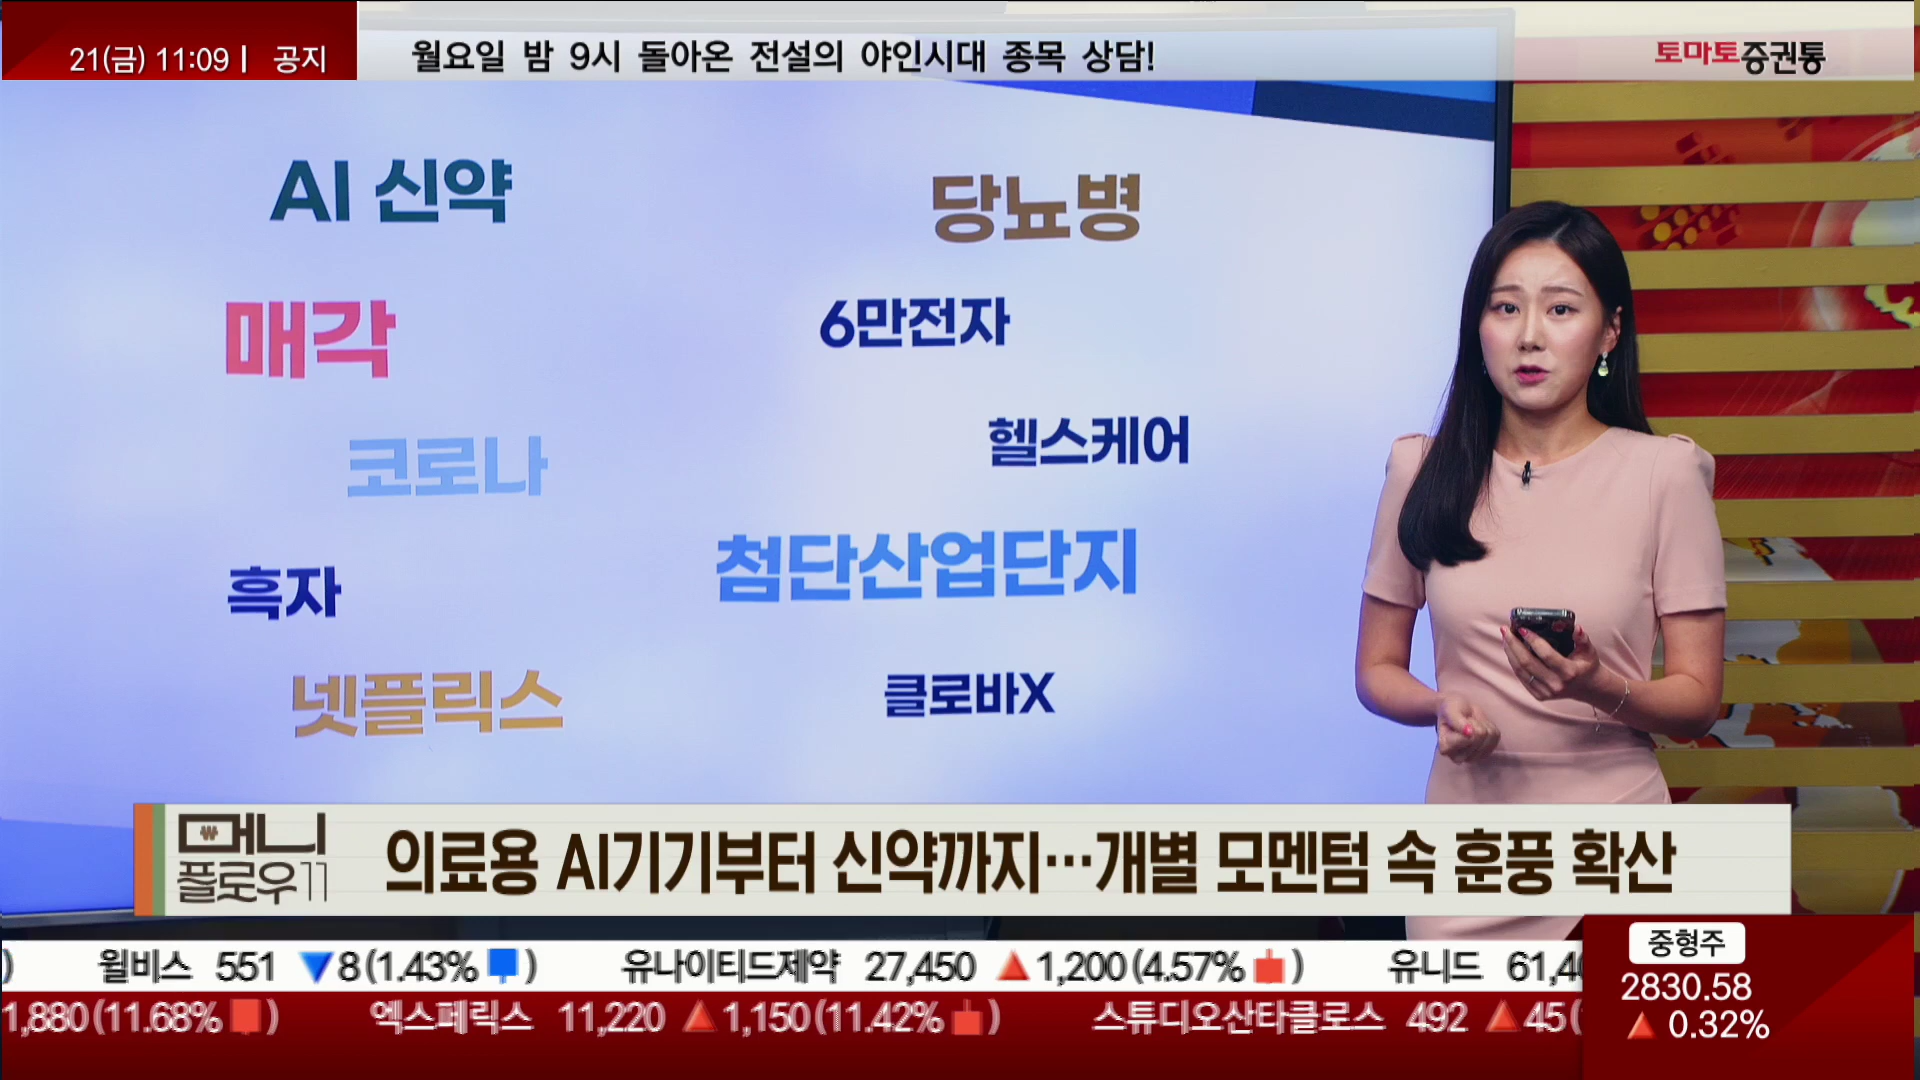 21(금) 11:09 | 공지
월요일 밤 9시 돌아온 전설의 야인시대 종목 상담!
토마토증권통
AI 신약
당뇨병
매각
6만전자
코로나
헬스케어
흑자
첨단산업단지
넷플릭스
클로바X
머니
플로우11
의료용 AI기기부터 신약까지…개별 모멘텀 속 훈풍 확산
) 윌비스 551 ▼8(1.43%) 유나이티드제약 27,450 ▲1,200(4.57%) 유니드
1,880(11.68%) 엑스페릭스 11,220 ▲1,150(11.42%) 스튜디오산타클로스 492 ▲45(
중형주
2830.58
▲ 0.32%